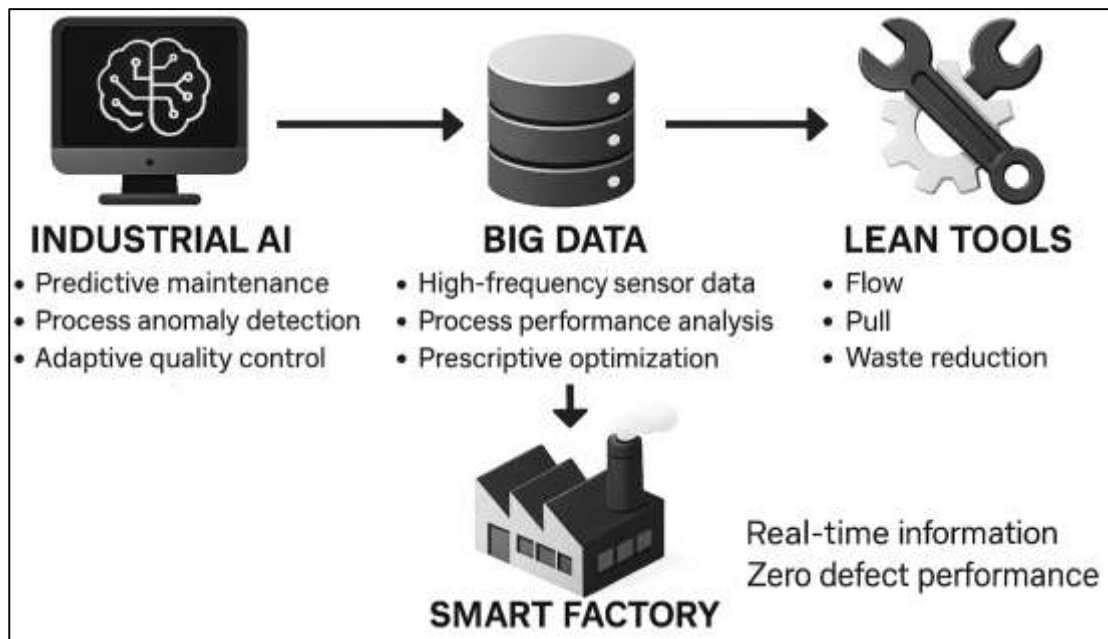 INDUSTRIAL AI
• Predictive maintenance
• Process anomaly detection
• Adaptive quality control
BIG DATA
• High-frequency sensor data
• Process performance analysis
• Prescriptive optimization
LEAN TOOLS
• Flow
• Pull
• Waste reduction
SMART FACTORY
Real-time information
Zero defect performance